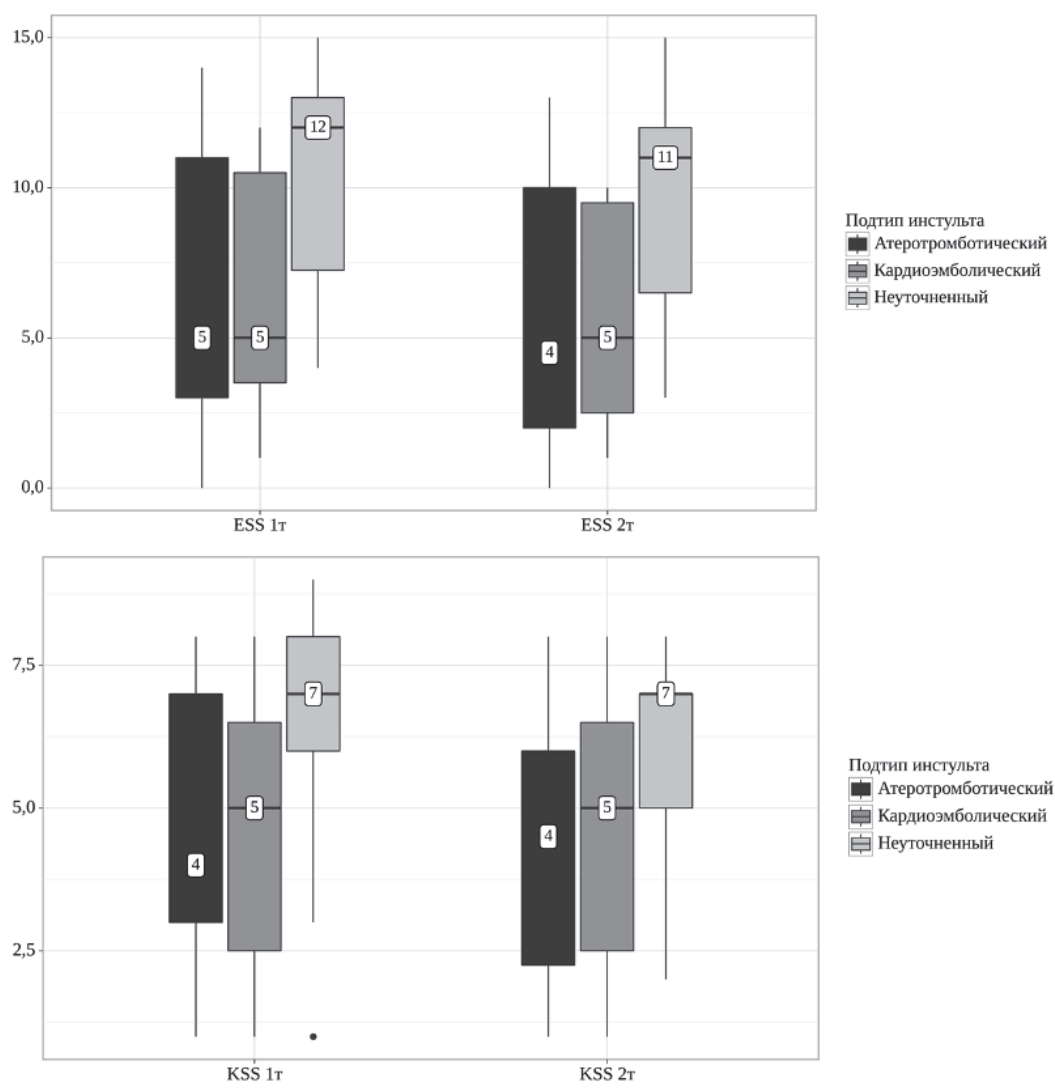 15,0
10,0
5,0
0,0
12
5
5
11
4
5
ESS 1т
ESS 2т
Подтип инстульта
Атеротромботический
Кардиоэмболический
Неуточненный
7,5
5,0
2,5
7
5
4
7
4
5
KSS 1т
KSS 2т
Подтип инстульта
Атеротромботический
Кардиоэмболический
Неуточненный